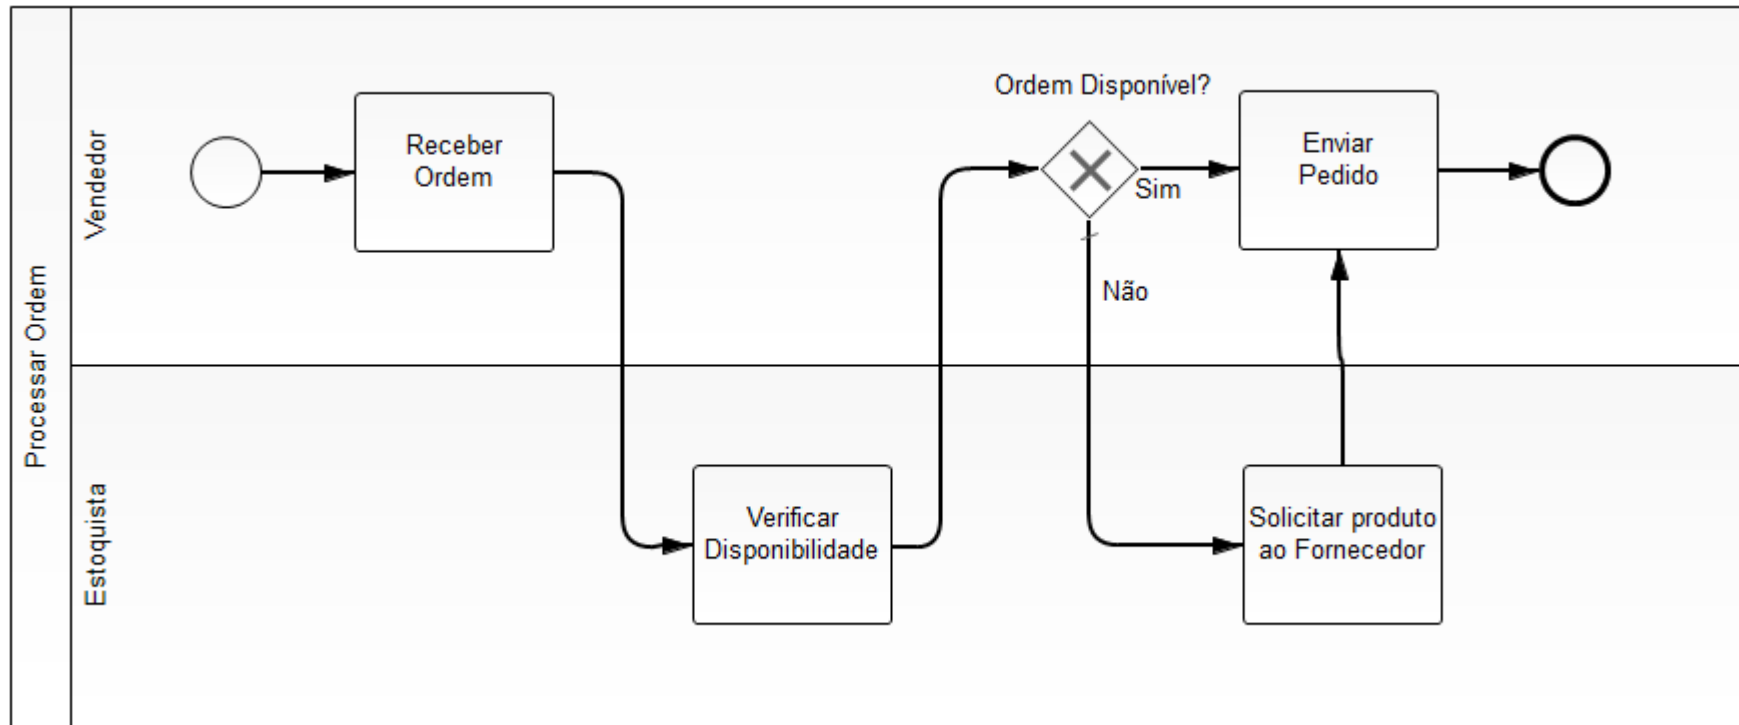 Processar Ordem
Vendedor
Receber
Ordem
Ordem Disponível?
Sim
Não
Enviar
Pedido
Estoquista
Verificar
Disponibilidade
Solicitar produto
ao Fornecedor